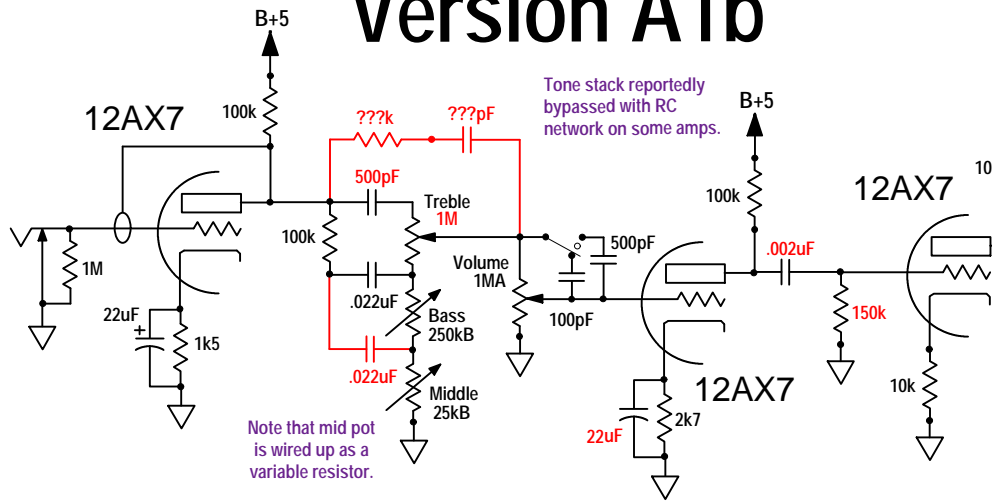 Version A1b
B+5
Tone stack reportedly
bypassed with RC
network on some amps.
12AX7
100k
???k
???pF
B+5
500pF
Treble
1M
100k
12AX7
10
1M
100k
Volume
1MA
500pF
.002uF
.022uF
22uF
+
1k5
Bass
250kB
100pF
150k
.022uF
Middle
25kB
12AX7
10k
Note that mid pot
is wired up as a
variable resistor.
22uF
2k7